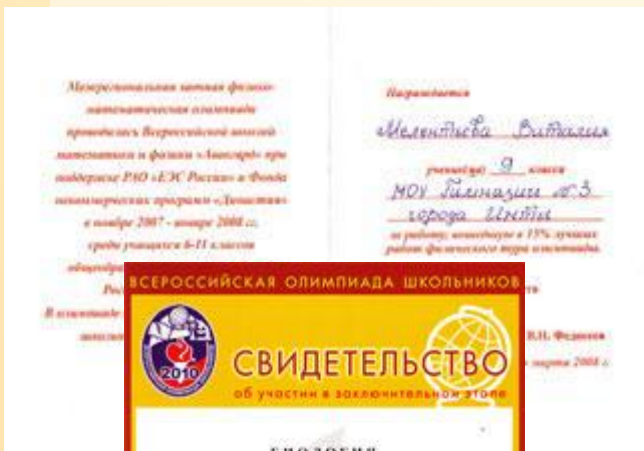 Межрегиональная заочная физико-
математическая олимпиада
проводилась Всероссийской школой
математики и физики «Авангард» при
поддержке РАО «ЕЭС России» и Фонда
некоммерческих программ «Династия»
в ноябре 2007 - январе 2008 гг.
среди учащихся 6-11 классов
Награждается
Мелентьева Виталия
учени(ца) 9 класса
МОУ Гимназии №3
города Инты
за работу, вошедшую в 15% лучших
работ физического тура олимпиады.
марта 2008 г.
ВСЕРОССИЙСКАЯ ОЛИМПИАДА ШКОЛЬНИКОВ
2010
СВИДЕТЕЛЬСТВО
об участии в заключительном этапе
БИОЛОГИЯ